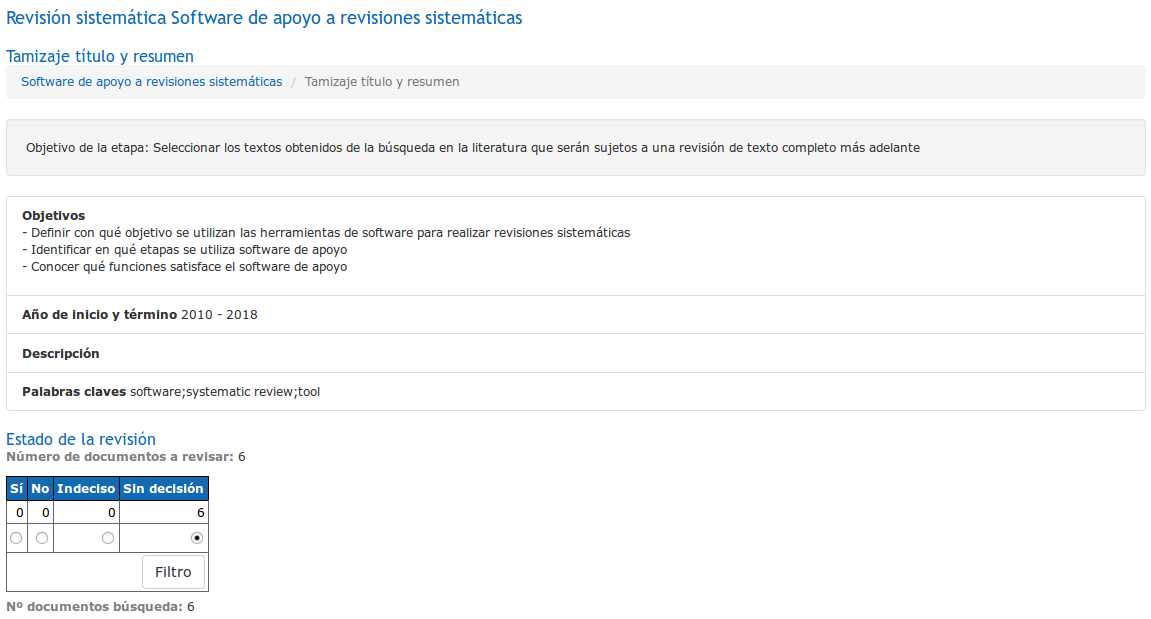 Revisión sistemática Software de apoyo a revisiones sistemáticas
Tamizaje título y resumen
Software de apoyo a revisiones sistemáticas / Tamizaje título y resumen
Objetivo de la etapa: Seleccionar los textos obtenidos de la búsqueda en la literatura que serán sujetos a una revisión de texto completo más adelante
Objetivos
- Definir con qué objetivo se utilizan las herramientas de software para realizar revisiones sistemáticas
- Identificar en qué etapas se utiliza software de apoyo
- Conocer qué funciones satisface el software de apoyo
Año de inicio y término 2010 - 2018
Descripción
Palabras claves software;systematic review;tool
Estado de la revisión
Número de documentos a revisar: 6
Sí No Indeciso Sin decisión
0 0 0 6
Filtro
Nº documentos búsqueda: 6